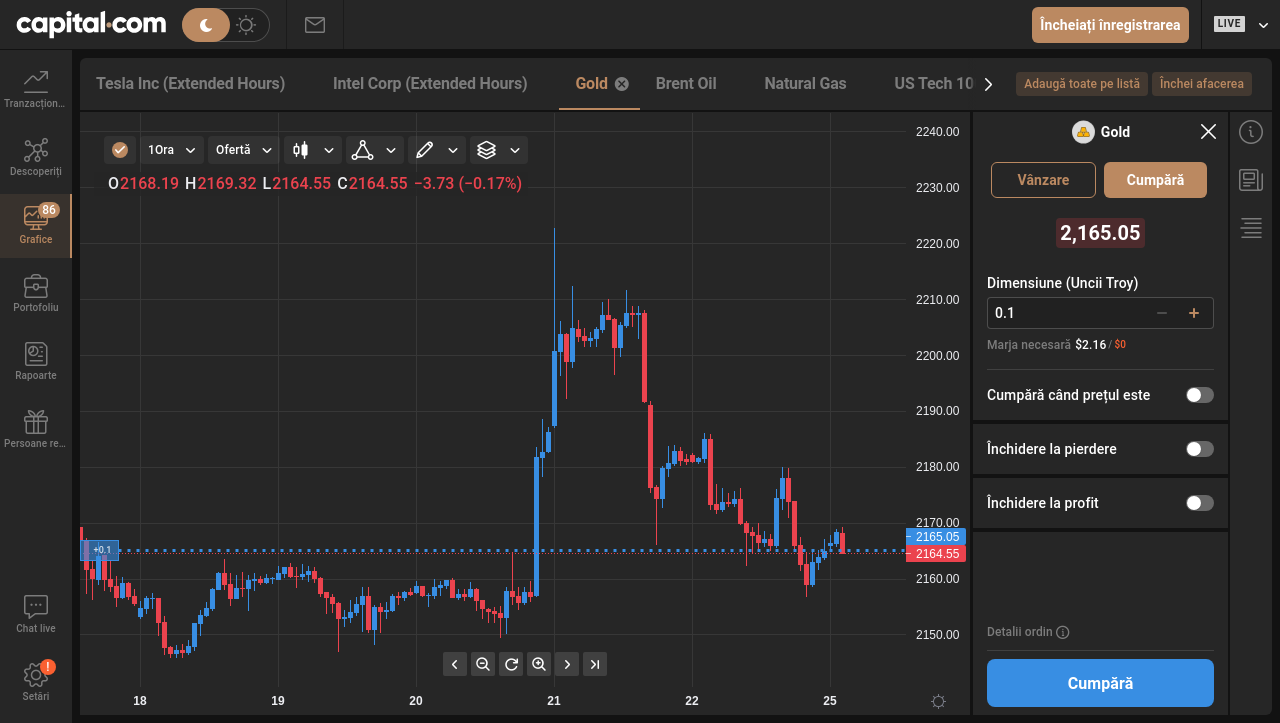 capital.com
Încheiați înregistrarea
LIVE
Tesla Inc (Extended Hours)
Intel Corp (Extended Hours)
Gold
Brent Oil
Natural Gas
US Tech 10
Adaugă toate pe listă
Închei afacerea
Tranzacțion...
Descoperiți
86
Grafice
Portofoliu
Rapoarte
Persoane re...
Chat live
!
Setări
1Ora
Ofertă
O2168.19 H2169.32 L2164.55 C2164.55 −3.73 (−0.17%)
2240.00
2230.00
2220.00
2210.00
2200.00
2190.00
2180.00
2170.00
2165.05
2164.55
2160.00
2150.00
+0.1
18
19
20
21
22
25
Gold
Vânzare
Cumpără
2,165.05
Dimensiune (Uncii Troy)
0.1
Marja necesară $2.16 / $0
Cumpără când prețul este
Închidere la pierdere
Închidere la profit
Detalii ordin
Cumpără